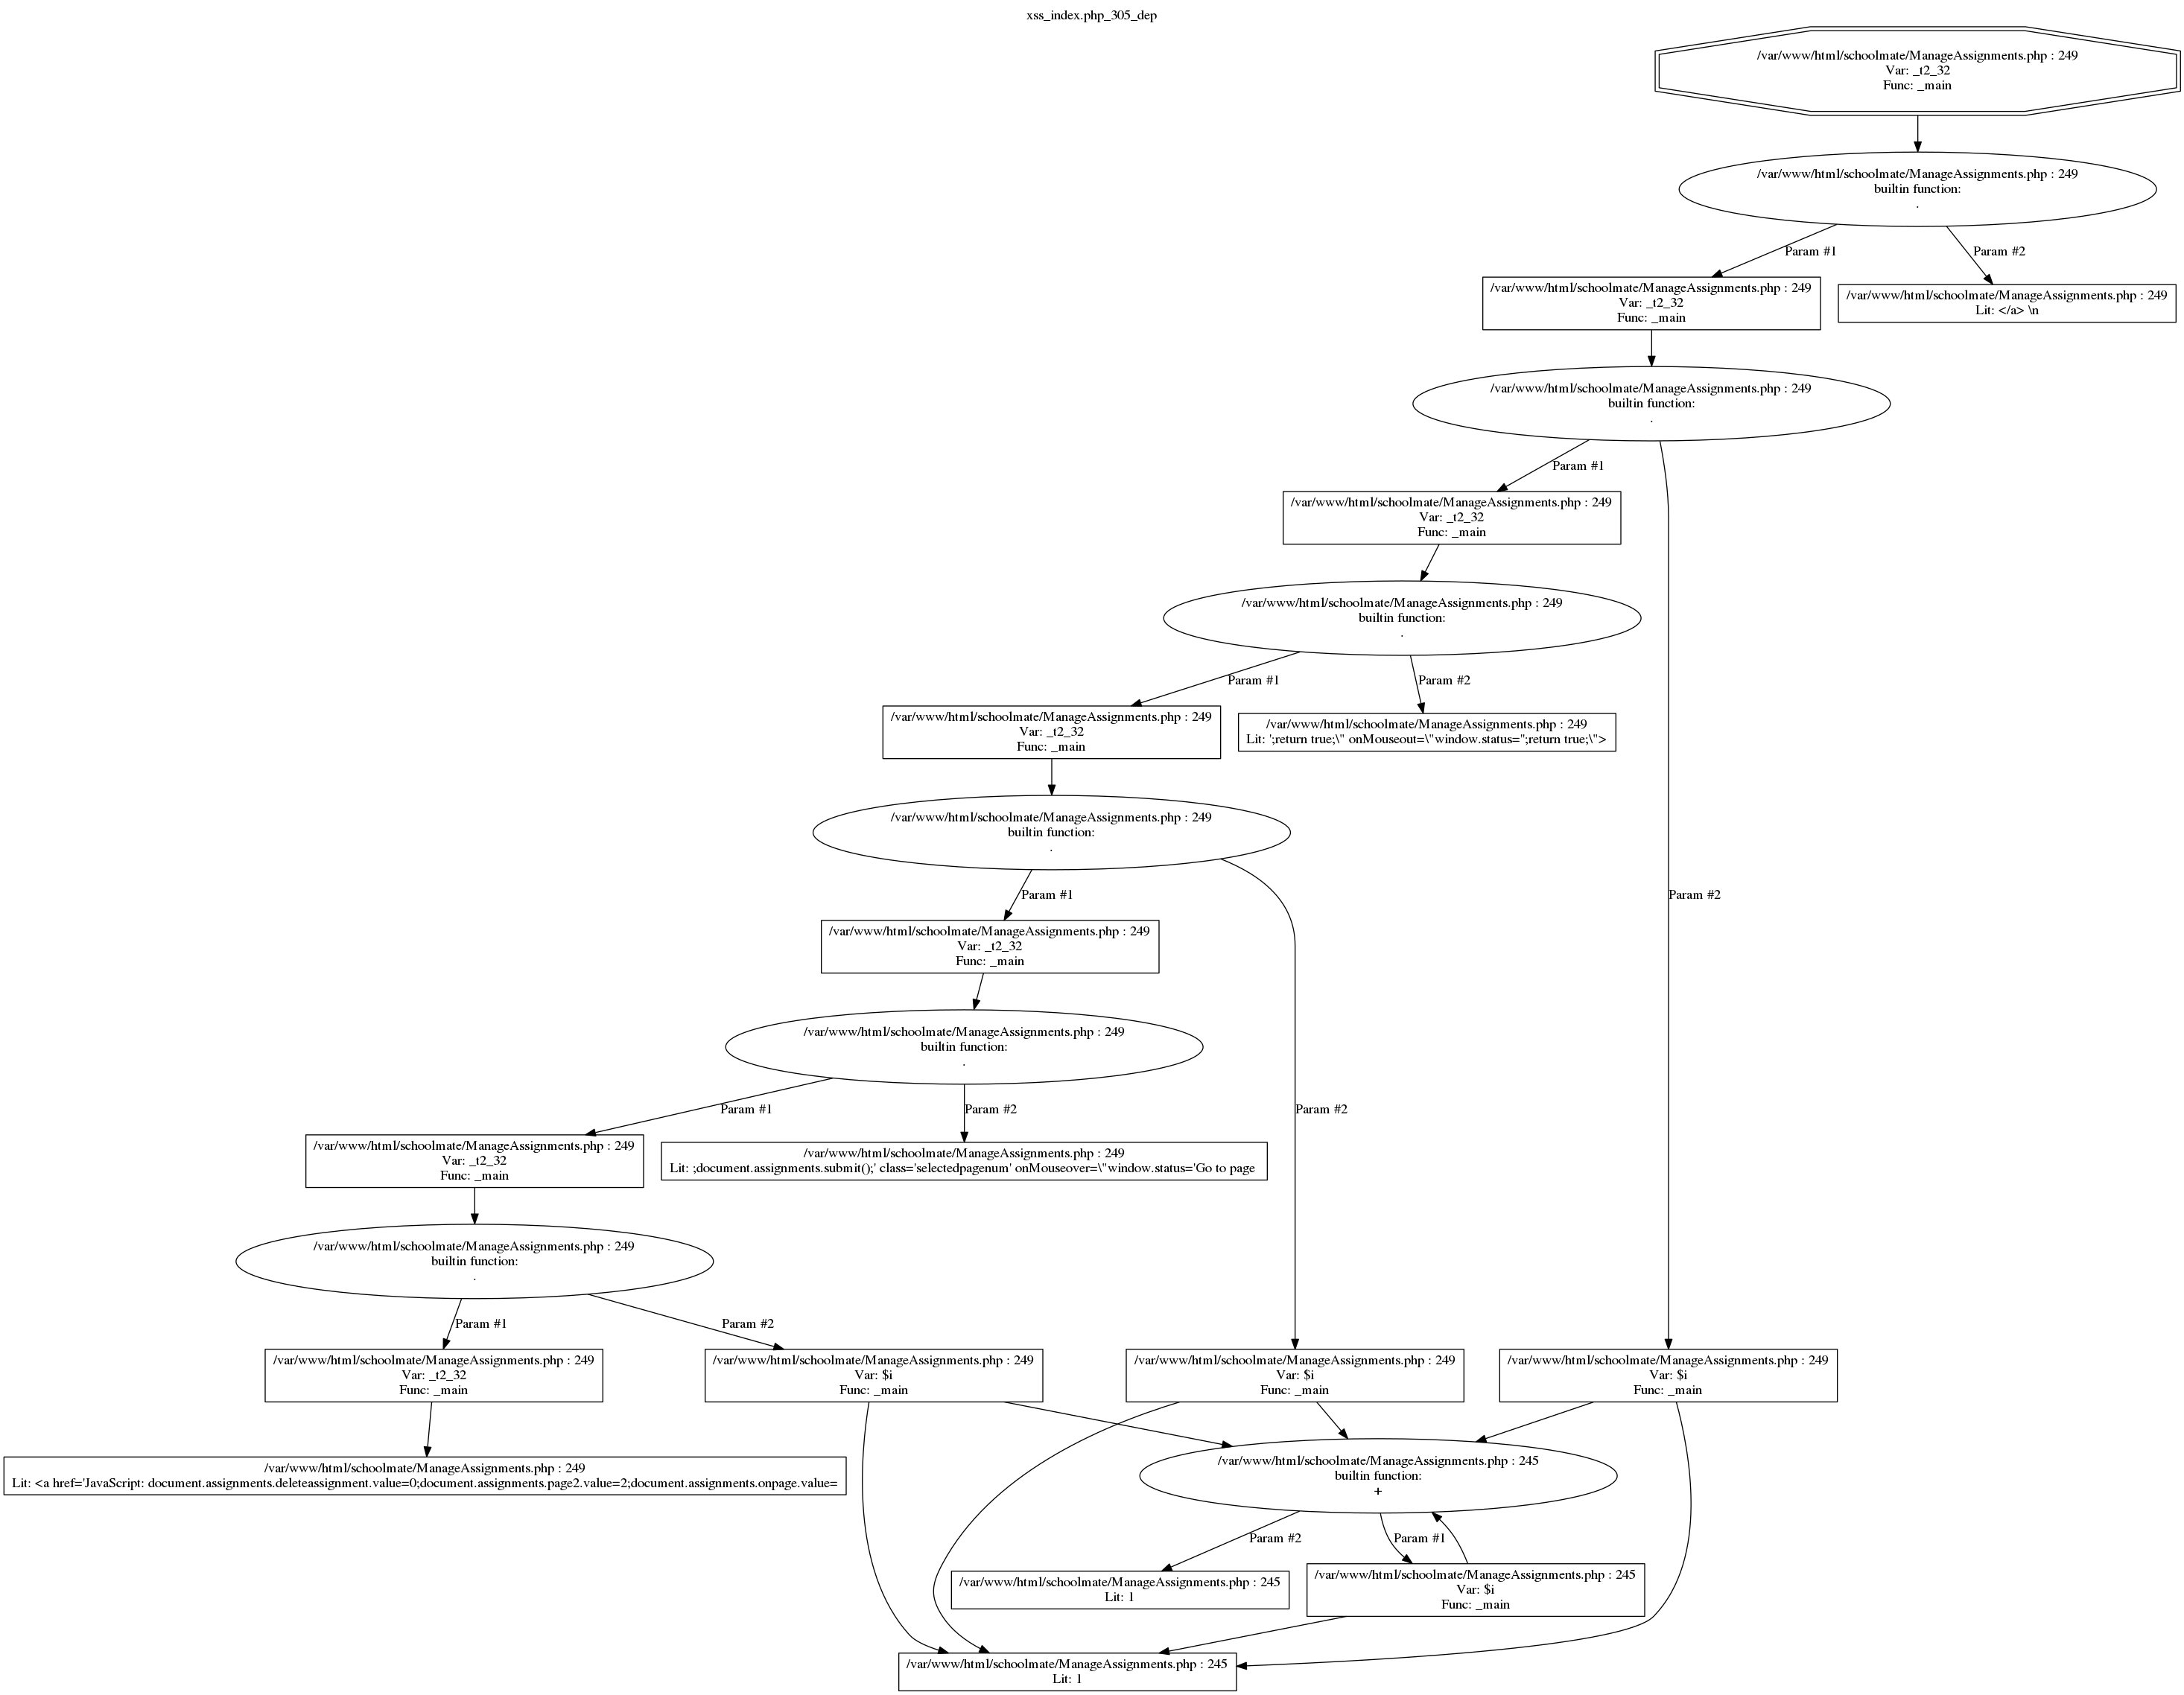 xss_index.php_305_dep
/var/www/html/schoolmate/ManageAssignments.php : 249
Var: _t2_32
Func: _main
/var/www/html/schoolmate/ManageAssignments.php : 249
builtin function:
.
Param #1
Param #2
/var/www/html/schoolmate/ManageAssignments.php : 249
Var: _t2_32
Func: _main
/var/www/html/schoolmate/ManageAssignments.php : 249
Lit: </a> \n
/var/www/html/schoolmate/ManageAssignments.php : 249
builtin function:
.
Param #1
/var/www/html/schoolmate/ManageAssignments.php : 249
Var: _t2_32
Func: _main
/var/www/html/schoolmate/ManageAssignments.php : 249
builtin function:
.
Param #1
Param #2
/var/www/html/schoolmate/ManageAssignments.php : 249
Var: _t2_32
Func: _main
/var/www/html/schoolmate/ManageAssignments.php : 249
Lit: ';return true;\" onMouseout=\"window.status='';return true;\">
/var/www/html/schoolmate/ManageAssignments.php : 249
builtin function:
.
Param #1
Param #2
/var/www/html/schoolmate/ManageAssignments.php : 249
Var: _t2_32
Func: _main
/var/www/html/schoolmate/ManageAssignments.php : 249
builtin function:
.
Param #1
Param #2
Param #2
/var/www/html/schoolmate/ManageAssignments.php : 249
Var: _t2_32
Func: _main
/var/www/html/schoolmate/ManageAssignments.php : 249
Lit: ;document.assignments.submit();' class='selectedpagenum' onMouseover=\"window.status='Go to page
/var/www/html/schoolmate/ManageAssignments.php : 249
builtin function:
.
Param #1
Param #2
/var/www/html/schoolmate/ManageAssignments.php : 249
Var: _t2_32
Func: _main
/var/www/html/schoolmate/ManageAssignments.php : 249
Var: $i
Func: _main
/var/www/html/schoolmate/ManageAssignments.php : 249
Var: $i
Func: _main
/var/www/html/schoolmate/ManageAssignments.php : 249
Var: $i
Func: _main
/var/www/html/schoolmate/ManageAssignments.php : 249
Lit: <a href='JavaScript: document.assignments.deleteassignment.value=0;document.assignments.page2.value=2;document.assignments.onpage.value=
/var/www/html/schoolmate/ManageAssignments.php : 245
builtin function:
+
Param #2
Param #1
/var/www/html/schoolmate/ManageAssignments.php : 245
Lit: 1
/var/www/html/schoolmate/ManageAssignments.php : 245
Var: $i
Func: _main
/var/www/html/schoolmate/ManageAssignments.php : 245
Lit: 1